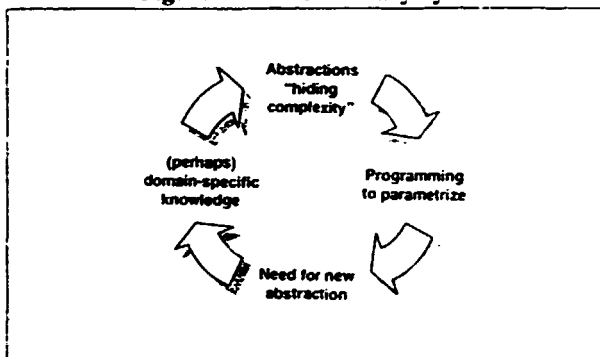 Abstractions
"hiding
complexity"
Programming
to parametrize
Need for new
abstraction
(perhaps)
domain-specific
knowledge